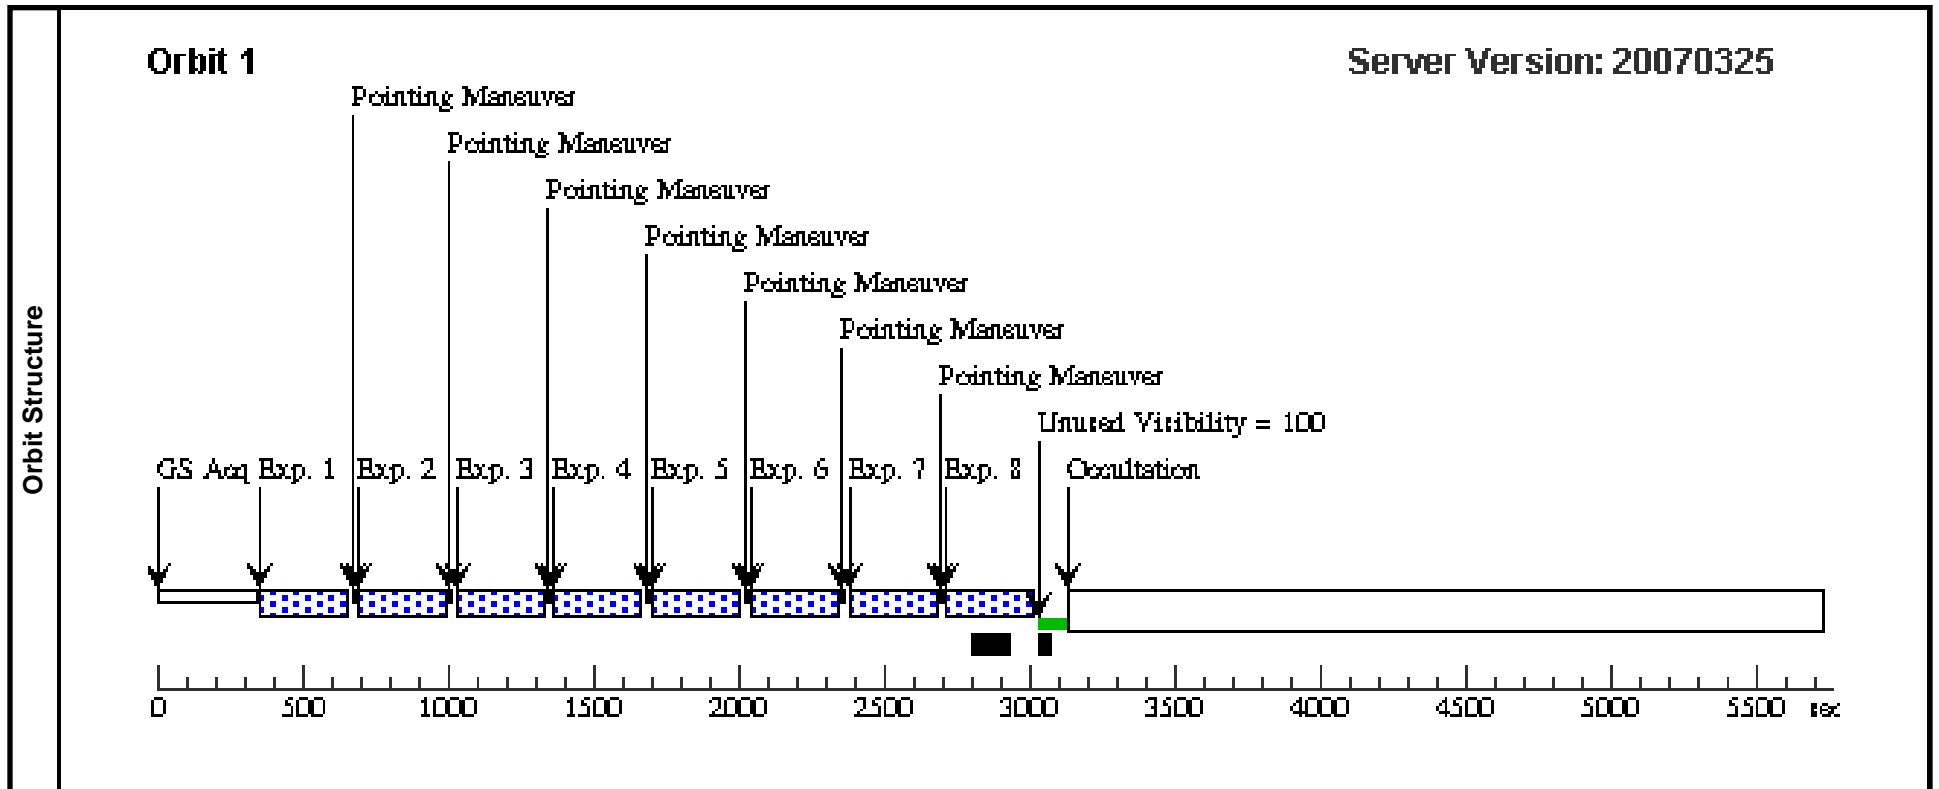 Orbit 1
Server Version: 20070325
Pointing Maneuver
Pointing Maneuver
Pointing Maneuver
Pointing Maneuver
Pointing Maneuver
Pointing Maneuver
Pointing Maneuver
Unused Visibility = 100
GS Acq Exp. 1 Exp. 2 Exp. 3 Exp. 4 Exp. 5 Exp. 6 Exp. 7 Exp. 8 Occultation
Orbit Structure
0 500 1000 1500 2000 2500 3000 3500 4000 4500 5000 5500 sec